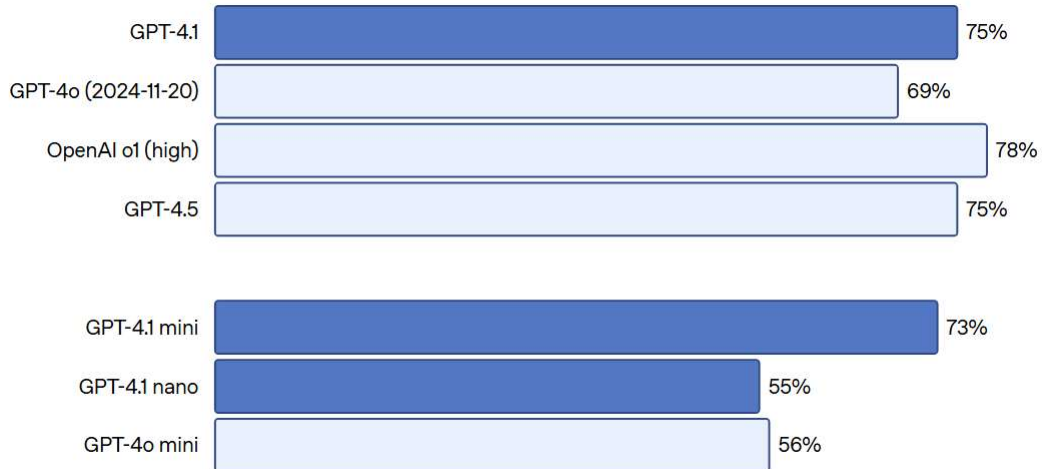 GPT-4.1 75%
GPT-4o (2024-11-20) 69%
OpenAI o1 (high) 78%
GPT-4.5 75%
GPT-4.1 mini 73%
GPT-4.1 nano 55%
GPT-4o mini 56%